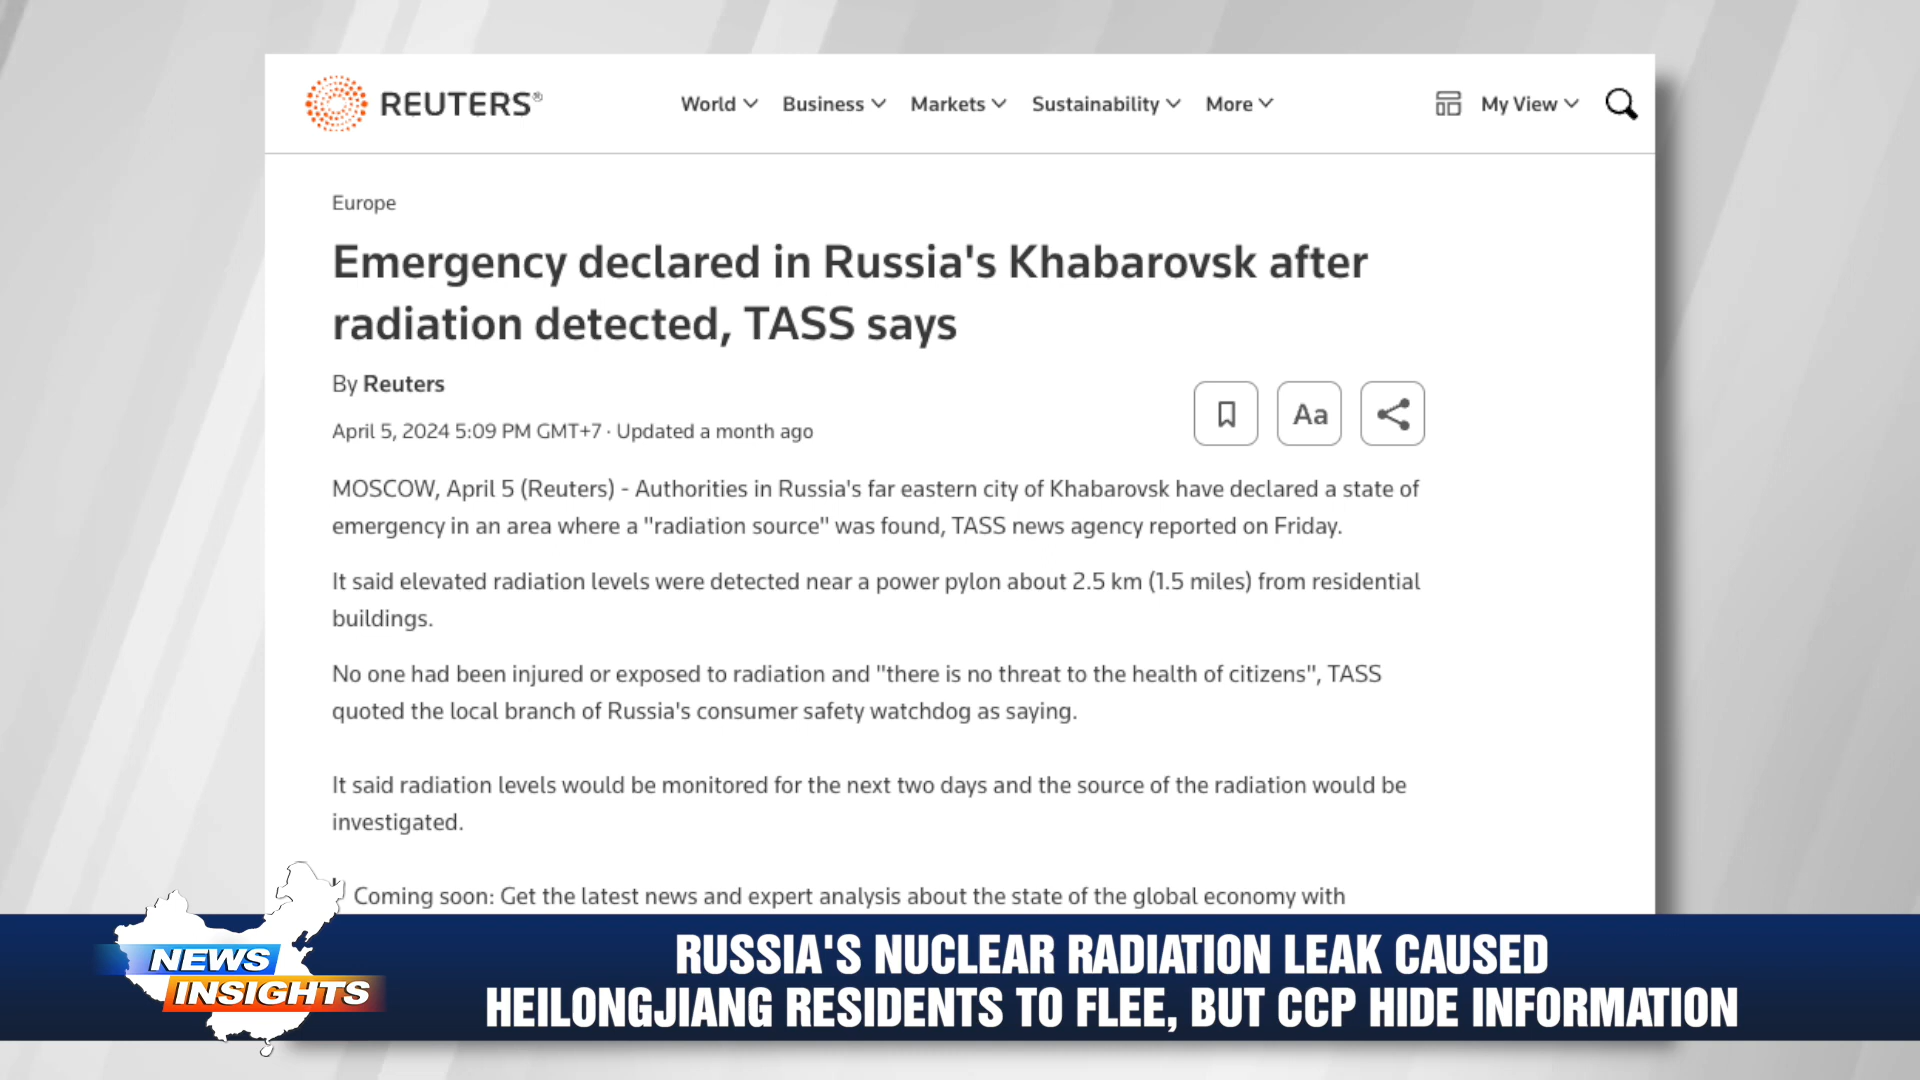 REUTERS®
World Business Markets Sustainability More My View
Europe
Emergency declared in Russia's Khabarovsk after
radiation detected, TASS says
By Reuters
Aa
April 5, 2024 5:09 PM GMT+7 · Updated a month ago
MOSCOW, April 5 (Reuters) - Authorities in Russia's far eastern city of Khabarovsk have declared a state of
emergency in an area where a "radiation source" was found, TASS news agency reported on Friday.
It said elevated radiation levels were detected near a power pylon about 2.5 km (1.5 miles) from residential
buildings.
No one had been injured or exposed to radiation and "there is no threat to the health of citizens", TASS
quoted the local branch of Russia's consumer safety watchdog as saying.
It said radiation levels would be monitored for the next two days and the source of the radiation would be
investigated.
Coming soon: Get the latest news and expert analysis about the state of the global economy with
NEWS
INSIGHTS
RUSSIA'S NUCLEAR RADIATION LEAK CAUSED
HEILONGJIANG RESIDENTS TO FLEE, BUT CCP HIDE INFORMATION